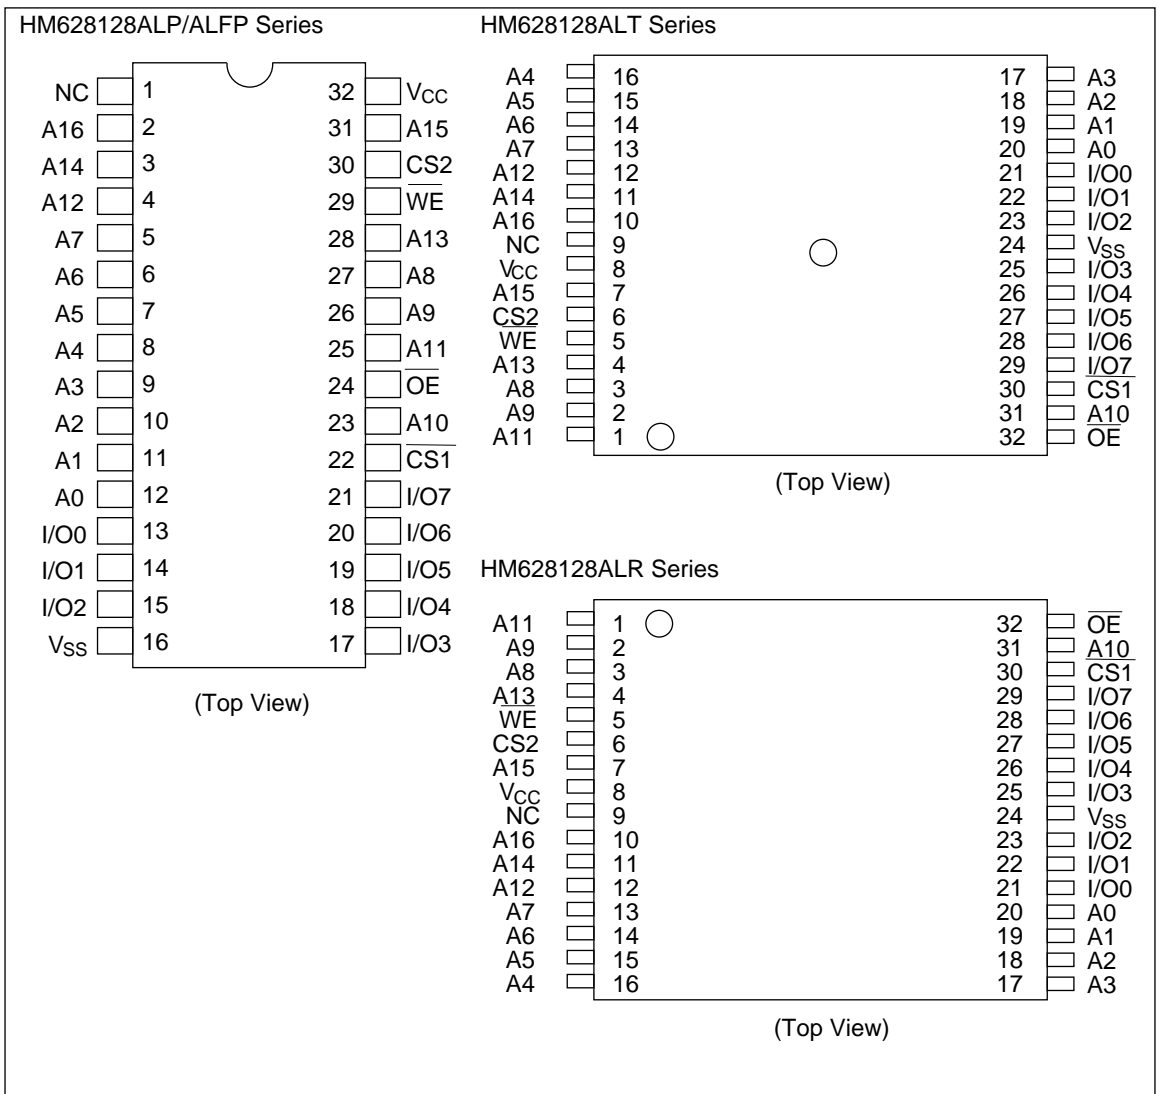 HM628128ALP/ALFP Series
NC 1 32 VCC
A16 2 31 A15
A14 3 30 CS2
A12 4 29 W̅E̅
A7 5 28 A13
A6 6 27 A8
A5 7 26 A9
A4 8 25 A11
A3 9 24 O̅E̅
A2 10 23 A10
A1 11 22 C̅S̅1̅
A0 12 21 I/O7
I/O0 13 20 I/O6
I/O1 14 19 I/O5
I/O2 15 18 I/O4
VSS 16 17 I/O3
(Top View)
HM628128ALT Series
A4 16 17 A3
A5 15 18 A2
A6 14 19 A1
A7 13 20 A0
A12 12 21 I/O0
A14 11 22 I/O1
A16 10 23 I/O2
NC 9 24 VSS
VCC 8 25 I/O3
A15 7 26 I/O4
CS2 6 27 I/O5
W̅E̅ 5 28 I/O6
A13 4 29 I/O7
A8 3 30 C̅S̅1̅
A9 2 31 A10
A11 1 32 O̅E̅
(Top View)
HM628128ALR Series
A11 1 32 O̅E̅
A9 2 31 A10
A8 3 30 C̅S̅1̅
A13 4 29 I/O7
W̅E̅ 5 28 I/O6
CS2 6 27 I/O5
A15 7 26 I/O4
VCC 8 25 I/O3
NC 9 24 VSS
A16 10 23 I/O2
A14 11 22 I/O1
A12 12 21 I/O0
A7 13 20 A0
A6 14 19 A1
A5 15 18 A2
A4 16 17 A3
(Top View)